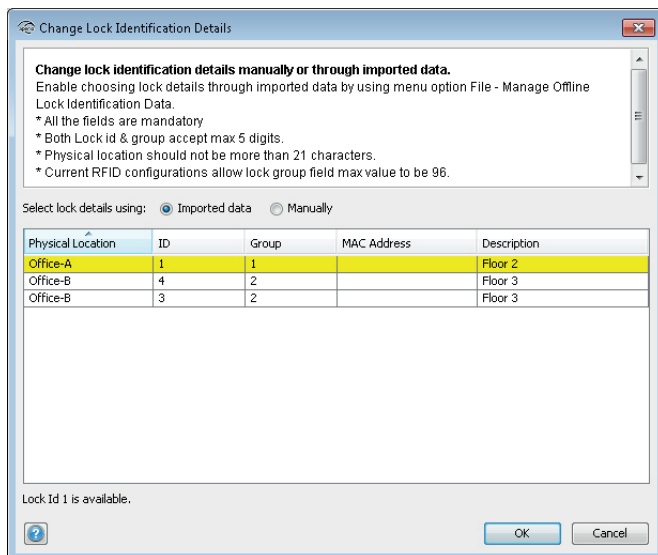 Change Lock Identification Details
Change lock identification details manually or through imported data.
Enable choosing lock details through imported data by using menu option File - Manage Offline
Lock Identification Data.
* All the fields are mandatory
* Both Lock id & group accept max 5 digits.
* Physical location should not be more than 21 characters.
* Current RFID configurations allow lock group field max value to be 96.
Select lock details using: Imported data Manually
Physical Location ID Group MAC Address Description
Office-A 1 1 Floor 2
Office-B 4 2 Floor 3
Office-B 3 2 Floor 3
Lock Id 1 is available.
? OK Cancel